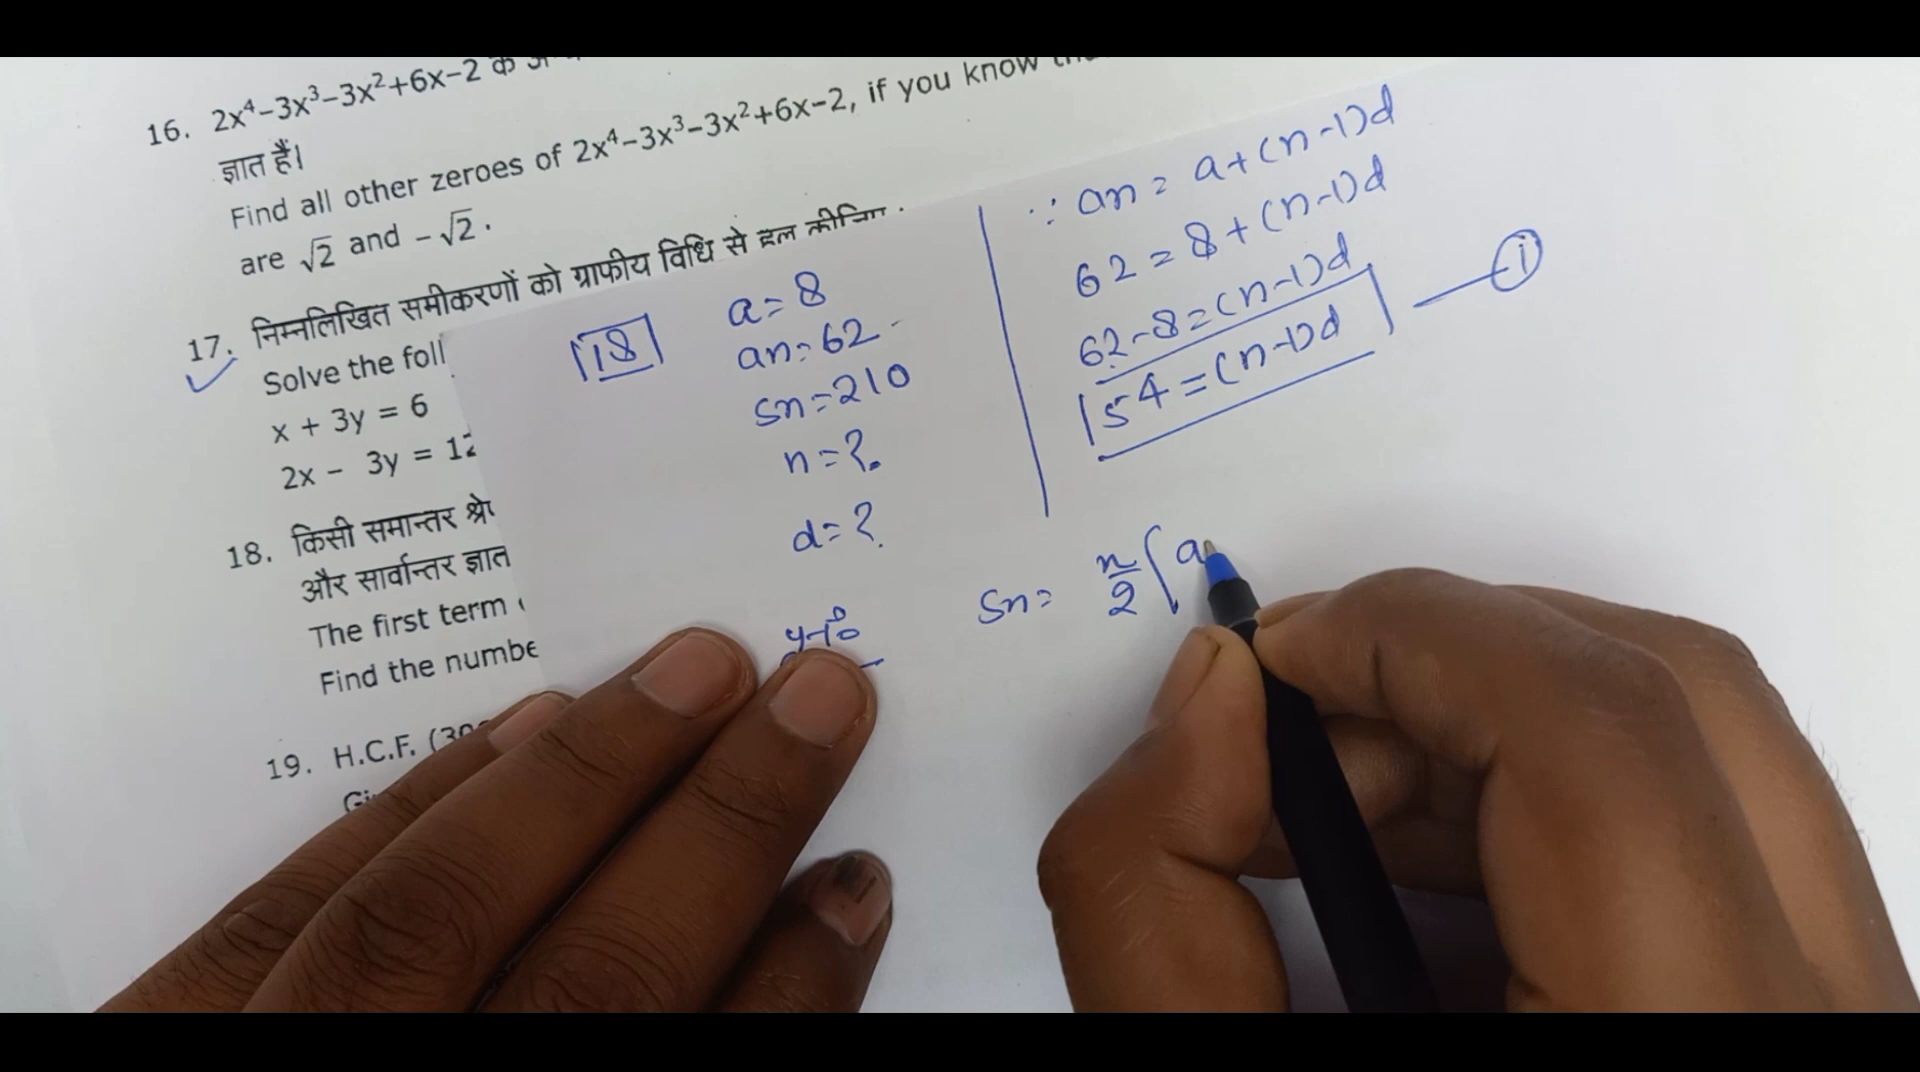 16. 2x⁴-3x³-3x²+6x-2 के
ज्ञात हैं।
Find all other zeroes of 2x⁴-3x³-3x²+6x-2, if you know
are √2 and -√2.
17. निम्नलिखित समीकरणों को ग्राफीय विधि से हल कीजिए
Solve the foll
x + 3y = 6
2x - 3y = 12
18. किसी समान्तर श्रे
और सार्वान्तर ज्ञात
The first term
Find the numbe
19. H.C.F. (30
Gi
18
a = 8
an = 62
Sn = 210
n = ?
d = ?
∵ an = a + (n-1)d
62 = 8 + (n-1)d
62-8 = (n-1)d
54 = (n-1)d — (i)
Sn = n/2 ( a